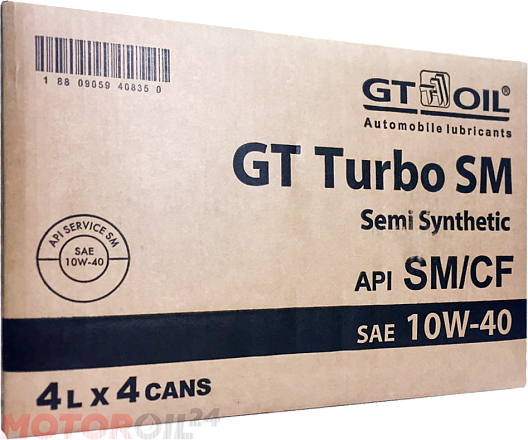 1 88 09059 40835 0
GT OIL®
Automobile lubricants
GT Turbo SM
Semi Synthetic
API SERVICE SM
SAE
10W-40
API SM/CF
SAE 10W-40
4L X 4 CANS
MOTOROIL24